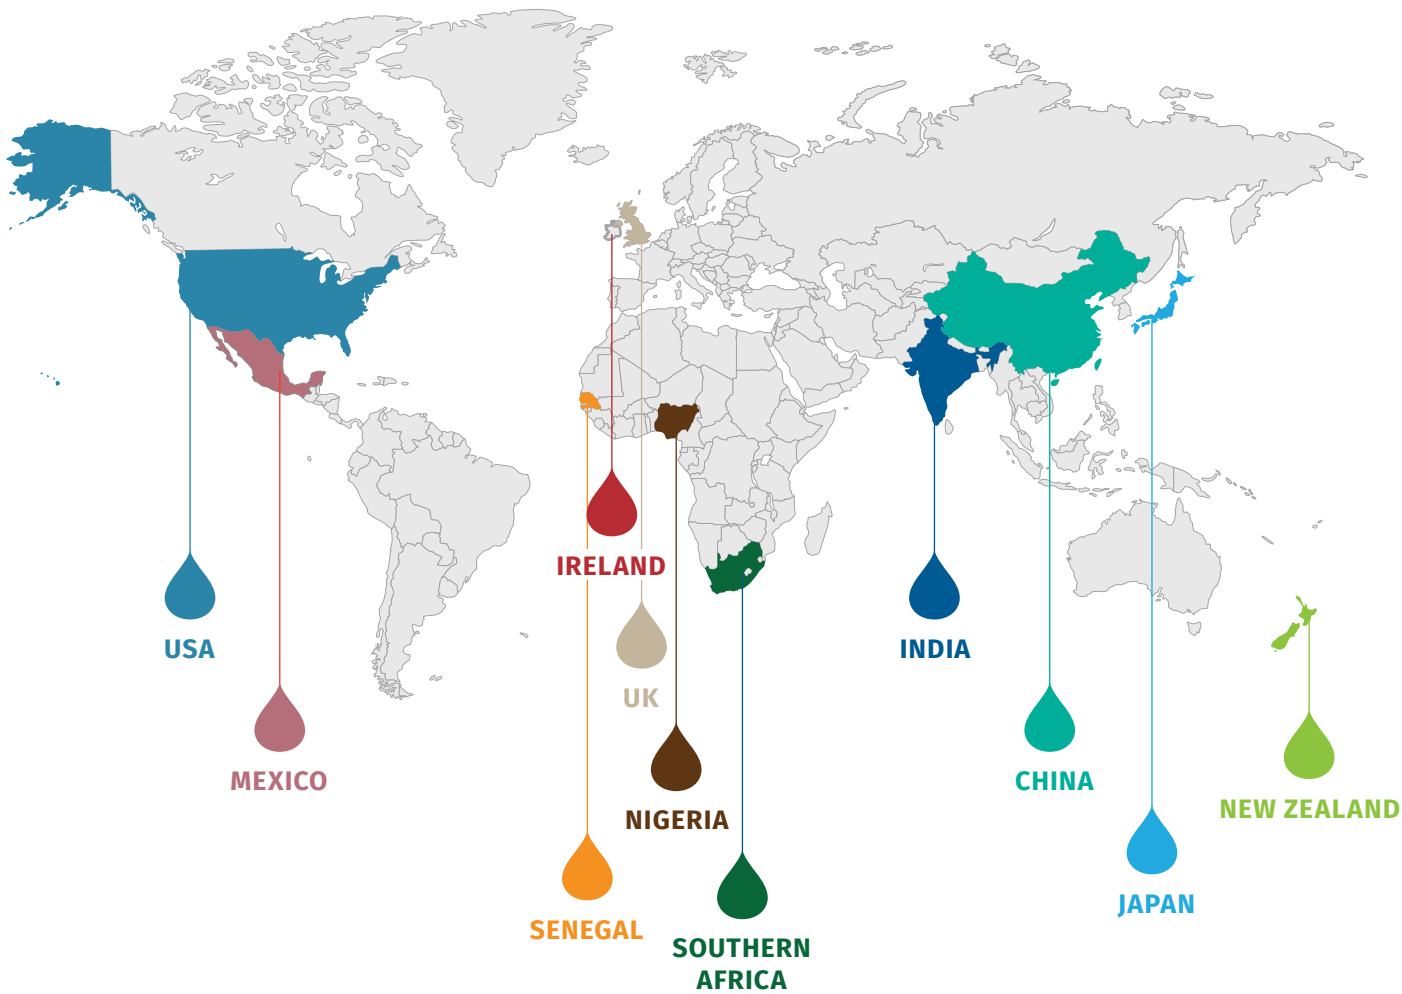 IRELAND
USA
INDIA
UK
MEXICO
CHINA
NEW ZEALAND
NIGERIA
JAPAN
SENEGAL
SOUTHERN
AFRICA